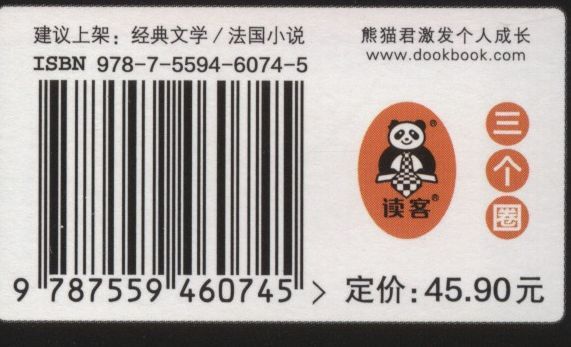 建议上架：经典文学 / 法国小说
ISBN 978-7-5594-6074-5
9 787559 460745 >
熊猫君激发个人成长
www.dookbook.com
®
读客®
三个圈
定价：45.90元